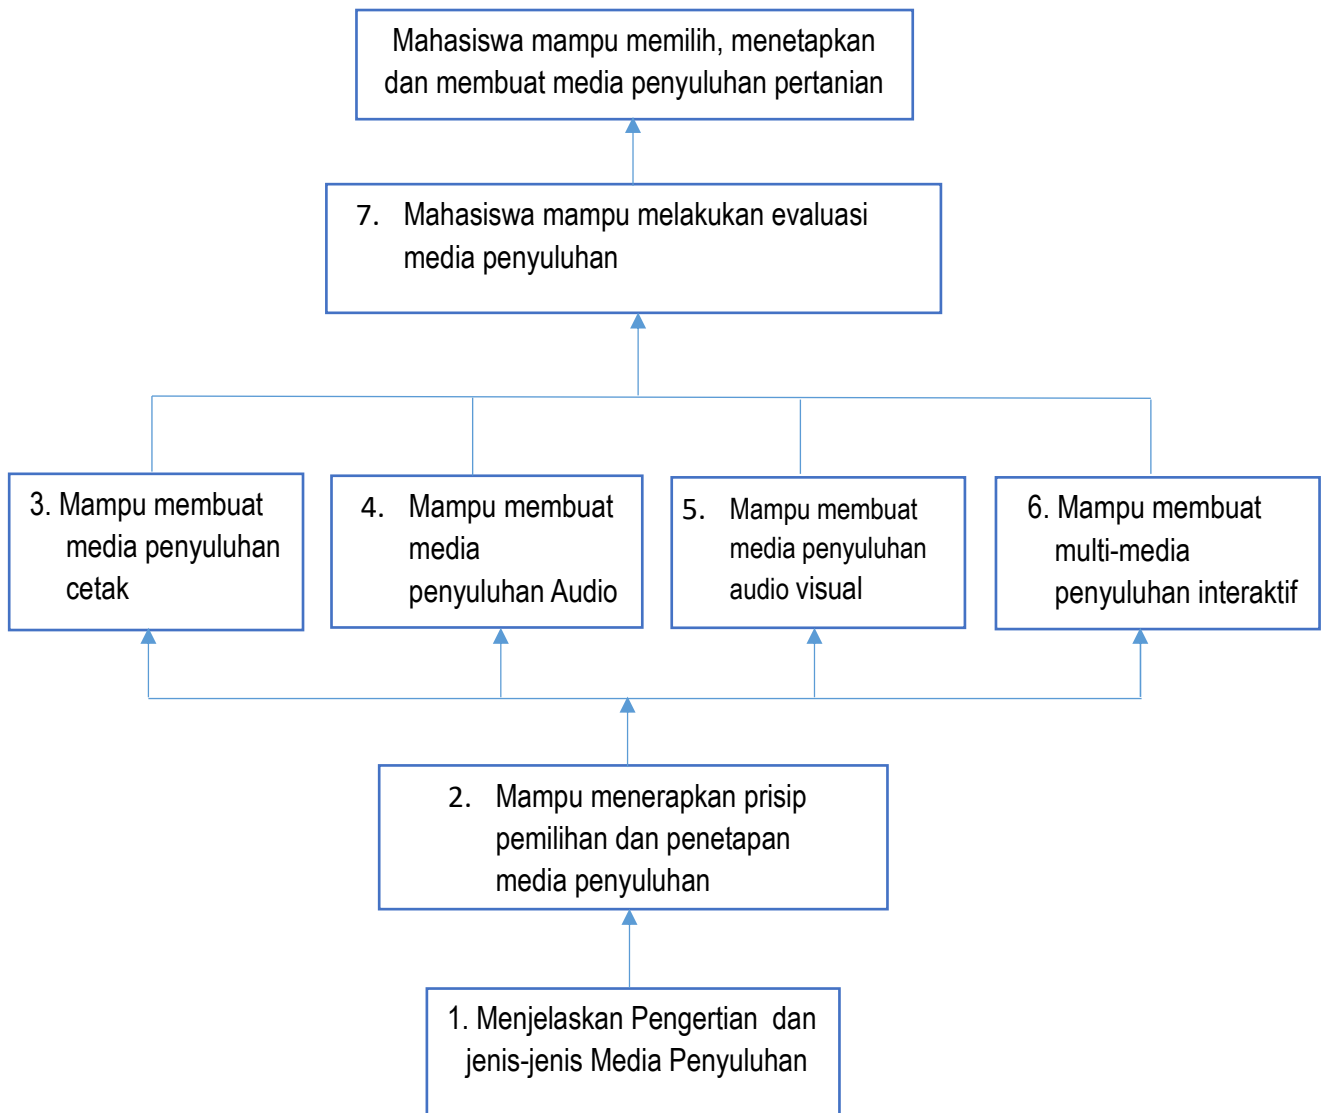 Mahasiswa mampu memilih, menetapkan
dan membuat media penyuluhan pertanian
7. Mahasiswa mampu melakukan evaluasi
media penyuluhan
3. Mampu membuat
media penyuluhan
cetak
4. Mampu membuat
media
penyuluhan Audio
5. Mampu membuat
media penyuluhan
audio visual
6. Mampu membuat
multi-media
penyuluhan interaktif
2. Mampu menerapkan prisip
pemilihan dan penetapan
media penyuluhan
1. Menjelaskan Pengertian dan
jenis-jenis Media Penyuluhan